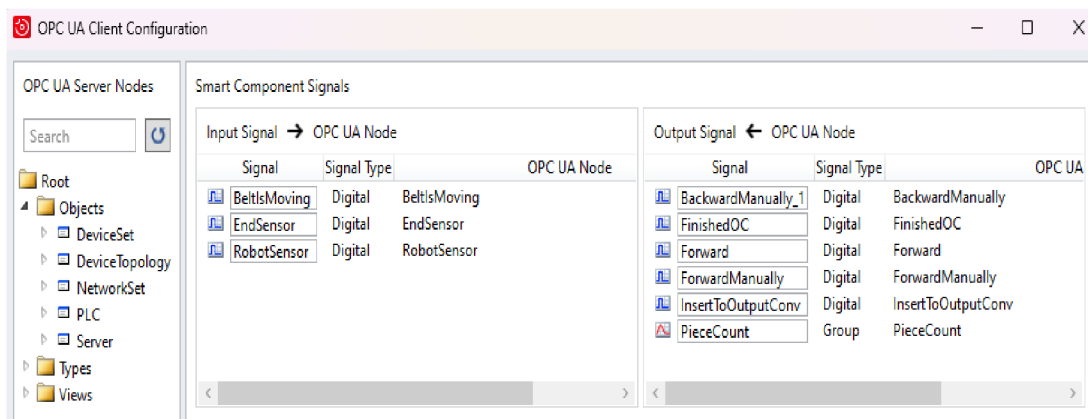 OPC UA Client Configuration
OPC UA Server Nodes
Search
Root
Objects
DeviceSet
DeviceTopology
NetworkSet
PLC
Server
Types
Views
Smart Component Signals
Input Signal → OPC UA Node
Signal Signal Type OPC UA Node
BeltIsMoving Digital BeltIsMoving
EndSensor Digital EndSensor
RobotSensor Digital RobotSensor
Output Signal ← OPC UA Node
Signal Signal Type OPC UA
BackwardManually_1 Digital BackwardManually
FinishedOC Digital FinishedOC
Forward Digital Forward
ForwardManually Digital ForwardManually
InsertToOutputConv Digital InsertToOutputConv
PieceCount Group PieceCount